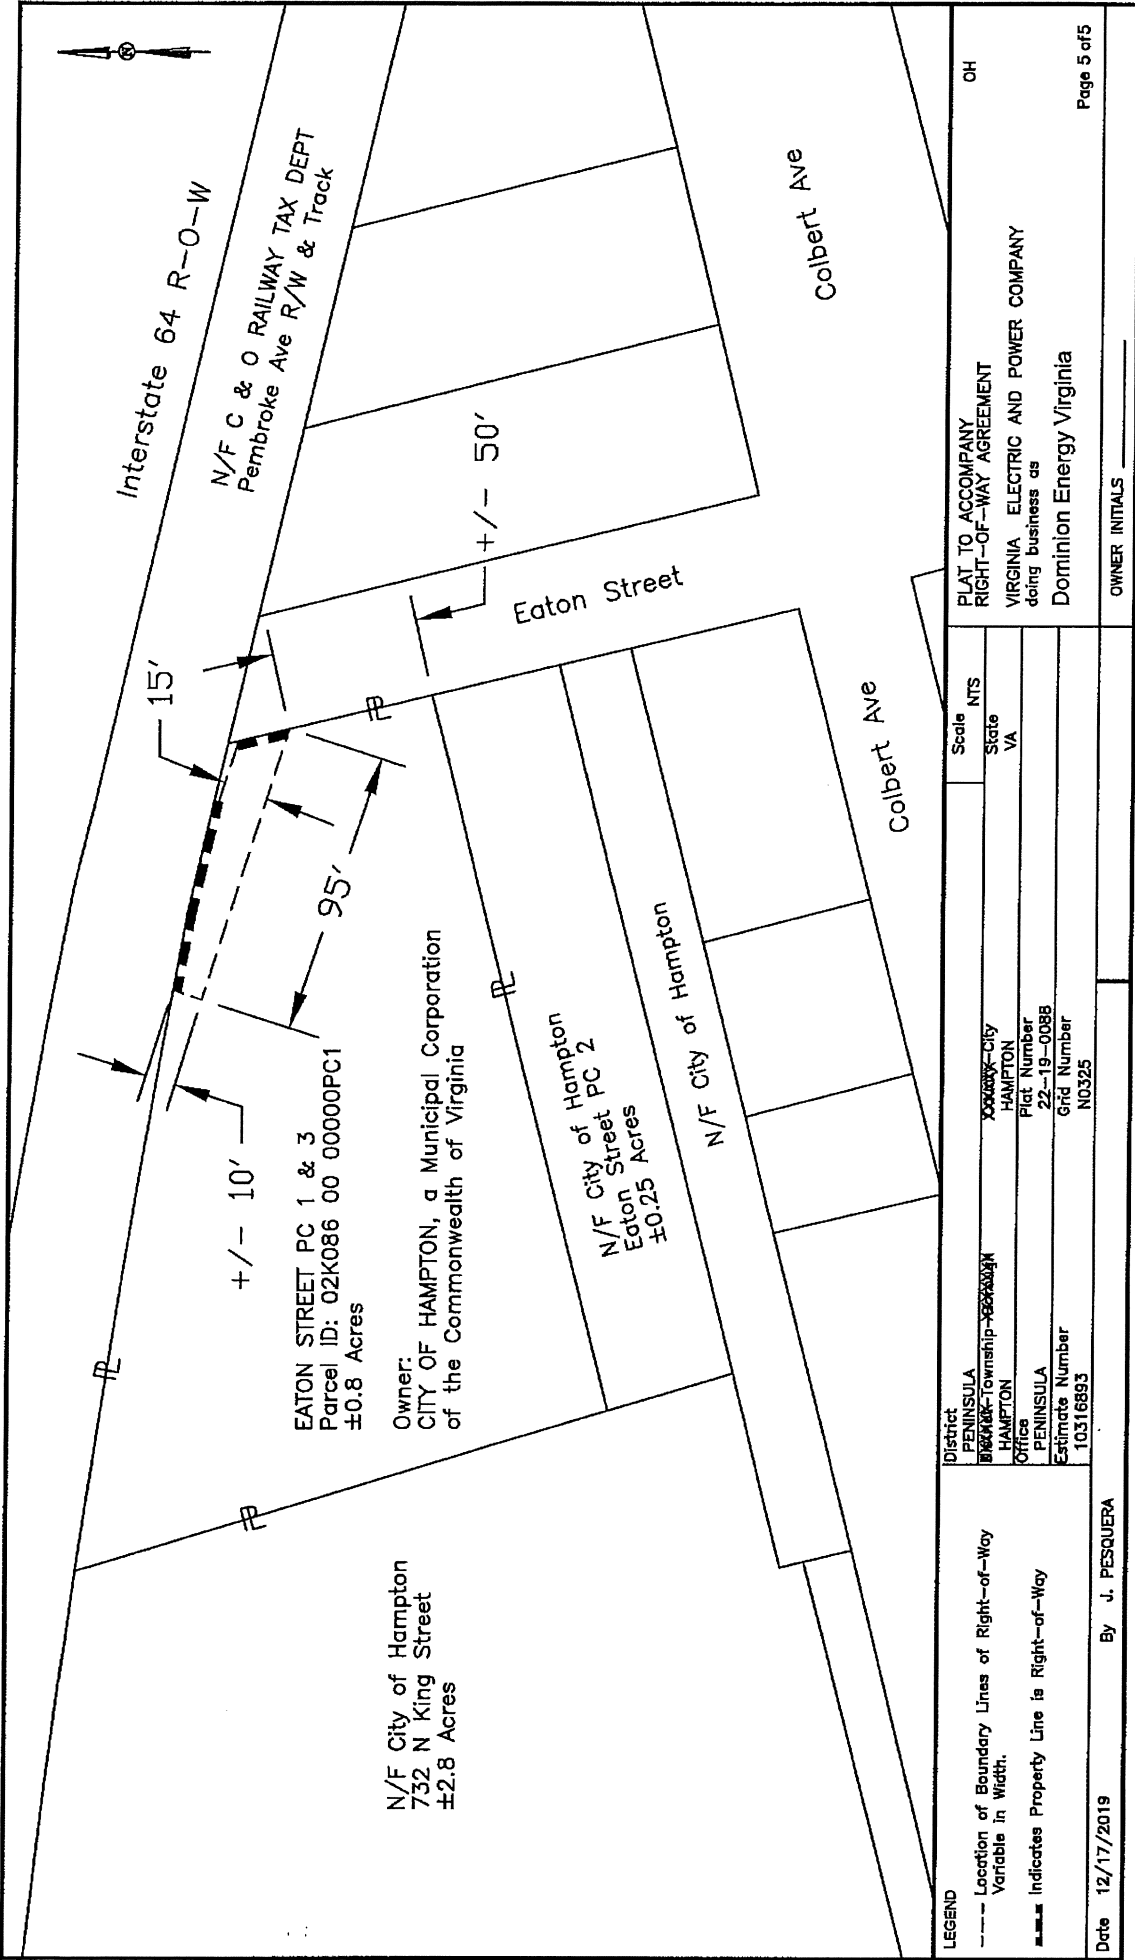 N
Interstate 64 R-O-W
N/F C & O RAILWAY TAX DEPT
Pembroke Ave R/W & Track
15'
+/- 10'
95'
+/- 50'
Eaton Street
EATON STREET PC 1 & 3
Parcel ID: 02K086 00 00000PC1
±0.8 Acres
Owner:
CITY OF HAMPTON, a Municipal Corporation
of the Commonwealth of Virginia
N/F City of Hampton
732 N King Street
±2.8 Acres
N/F City of Hampton
Eaton Street PC 2
±0.25 Acres
N/F City of Hampton
Colbert Ave
Colbert Ave
PL
PL
PL
PL
LEGEND
---- Location of Boundary Lines of Right-of-Way
Variable in Width.
Indicates Property Line is Right-of-Way
Date 12/17/2019
By J. PESQUERA
District
PENINSULA
Township
HAMPTON
City
HAMPTON
Office
PENINSULA
Plat Number
22-19-0088
Estimate Number
10316893
Grid Number
N0325
Scale
NTS
State
VA
PLAT TO ACCOMPANY
RIGHT-OF-WAY AGREEMENT
VIRGINIA ELECTRIC AND POWER COMPANY
doing business as
Dominion Energy Virginia
OH
Page 5 of5
OWNER INITIALS